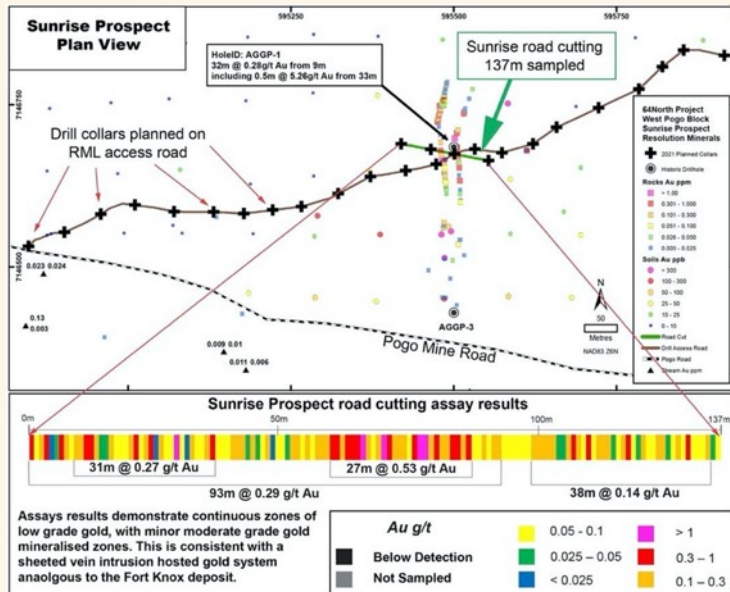 Sunrise Prospect
Plan View
595250
595500
595750
7146750
7146500
HoleID: AGGP-1
32m @ 0.28g/t Au from 9m
including 0.5m @ 5.26g/t Au from 33m
Sunrise road cutting
137m sampled
Drill collars planned on
RML access road
0.023 0.024
0.13
0.003
0.009 0.01
0.011 0.006
AGGP-3
Pogo Mine Road
N
50
Metres
NAD83 Z6N
64North Project
West Pogo Block
Sunrise Prospect
Resolution Minerals
2021 Planned Collars
Historic Drillhole
Rocks Au ppm
> 1.00
0.301 - 1.000
0.101 - 0.300
0.051 - 0.100
0.026 - 0.050
0.000 - 0.025
Soils Au ppb
> 300
100 - 300
50 - 100
25 - 50
10 - 25
0 - 10
Road Cut
Drill Access Road
Pogo Road
Stream Au ppm
Sunrise Prospect road cutting assay results
0m
50m
100m
137m
31m @ 0.27 g/t Au
27m @ 0.53 g/t Au
93m @ 0.29 g/t Au
38m @ 0.14 g/t Au
Assays results demonstrate continuous zones of
low grade gold, with minor moderate grade gold
mineralised zones. This is consistent with a
sheeted vein intrusion hosted gold system
anaolgous to the Fort Knox deposit.
Au g/t
Below Detection
Not Sampled
0.05 - 0.1
0.025 – 0.05
< 0.025
> 1
0.3 – 1
0.1 – 0.3